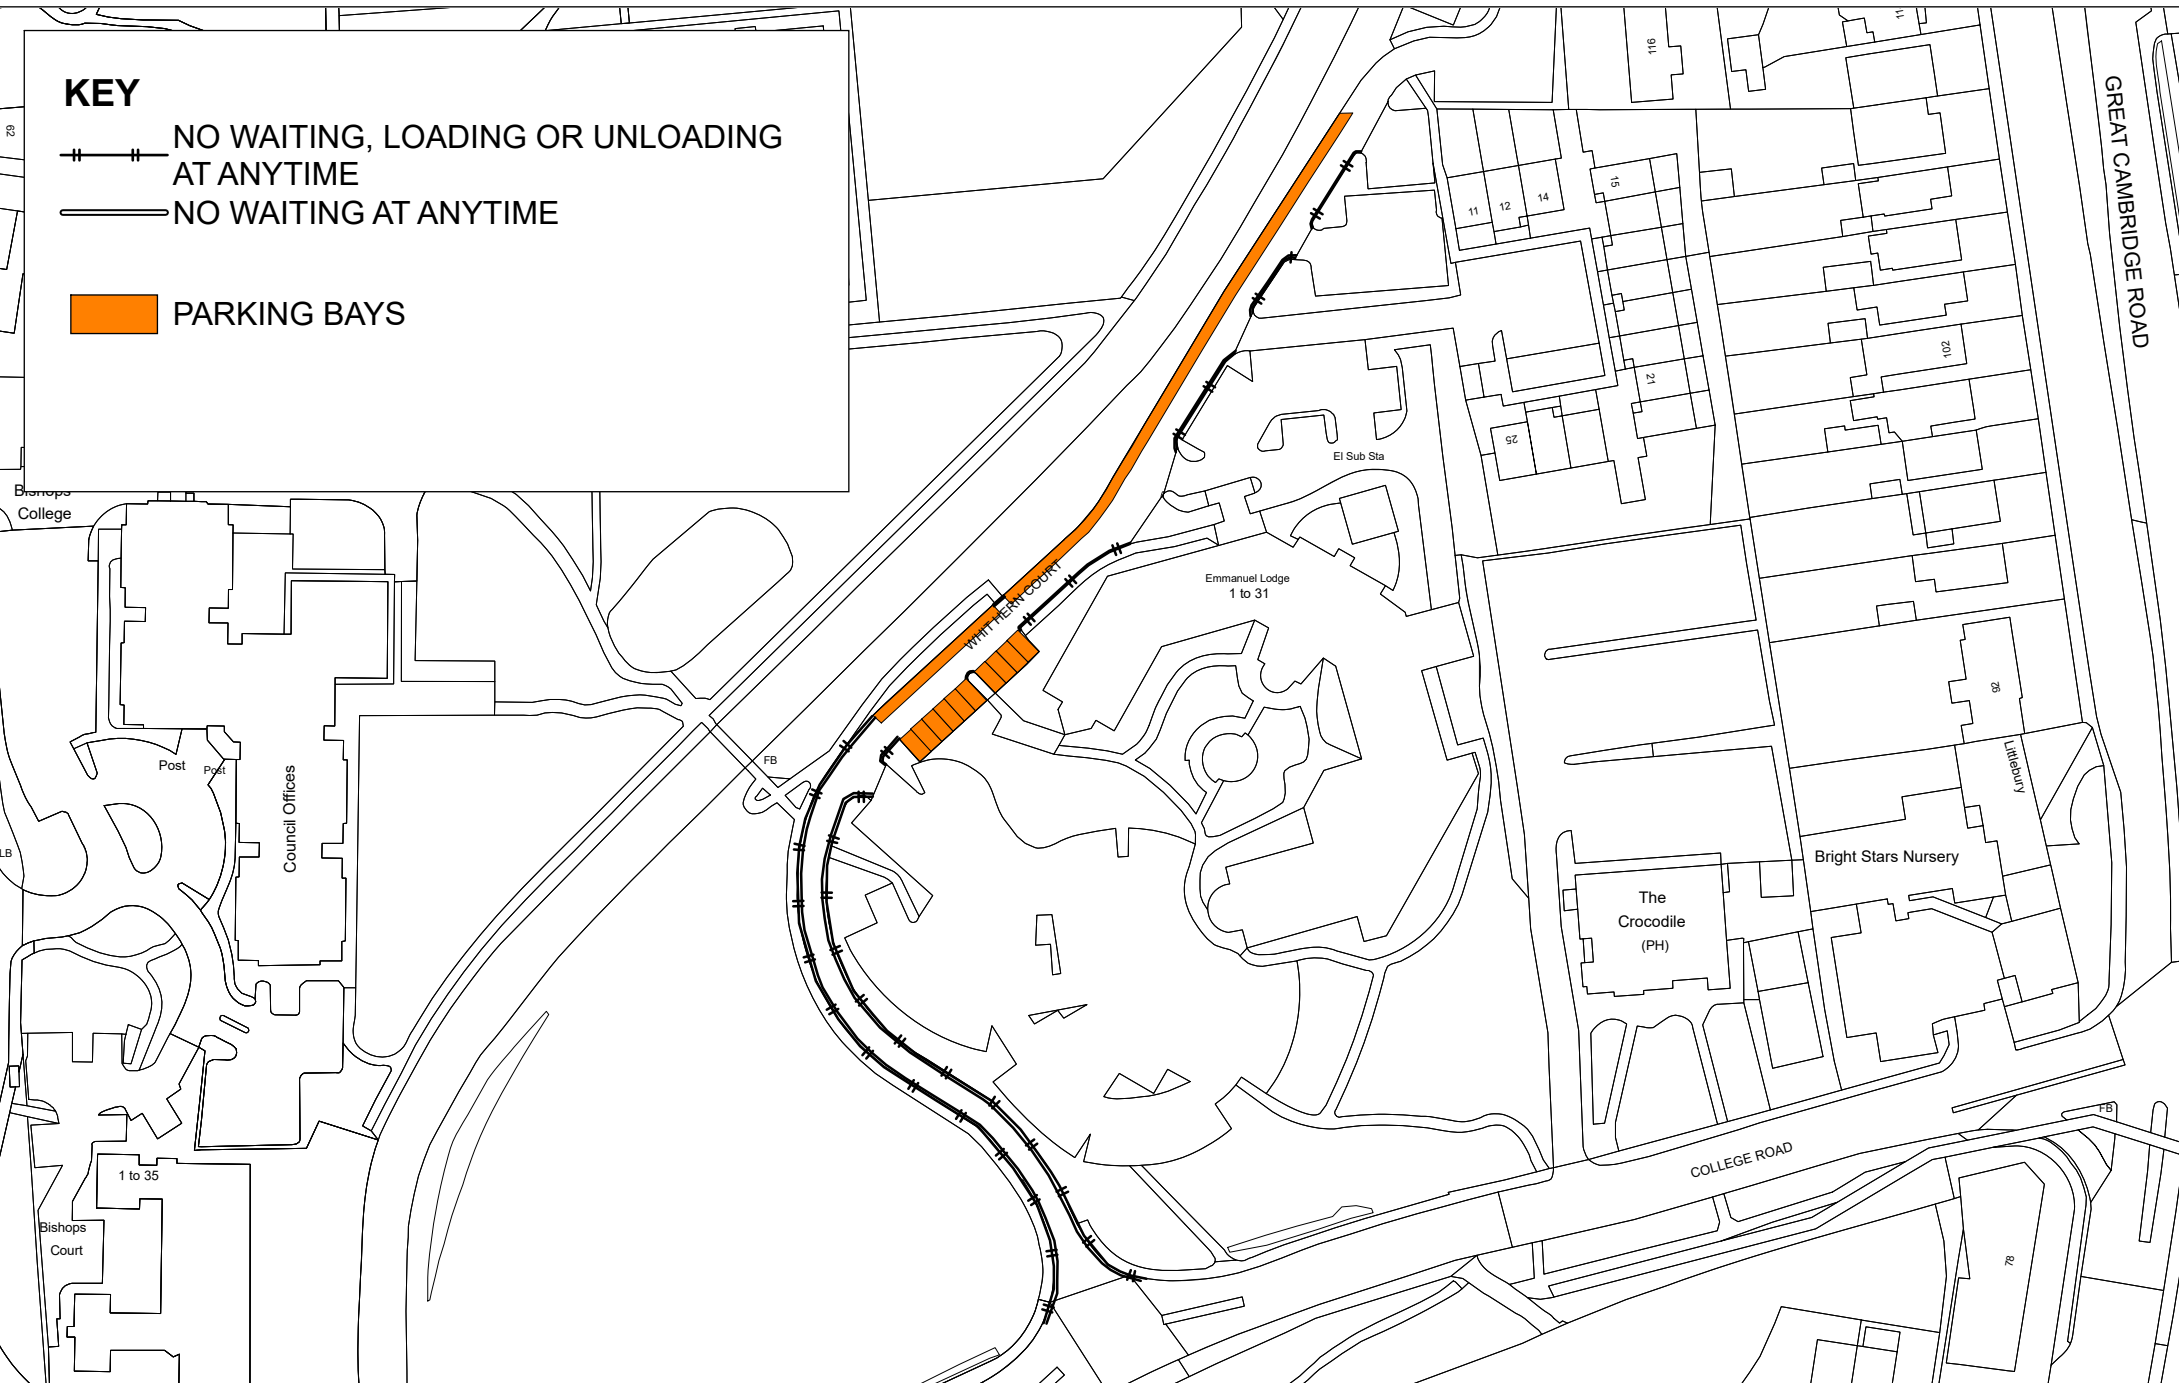 KEY
NO WAITING, LOADING OR UNLOADING
AT ANYTIME
NO WAITING AT ANYTIME
PARKING BAYS
62
116
11
GREAT CAMBRIDGE ROAD
11
12
14
15
102
21
25
El Sub Sta
Bishops
College
Emmanuel Lodge
1 to 31
WHIT HERN COURT
92
Littlebury
Post
Post
FB
Council Offices
LB
Bright Stars Nursery
The
Crocodile
(PH)
FB
COLLEGE ROAD
1 to 35
Bishops
Court
78